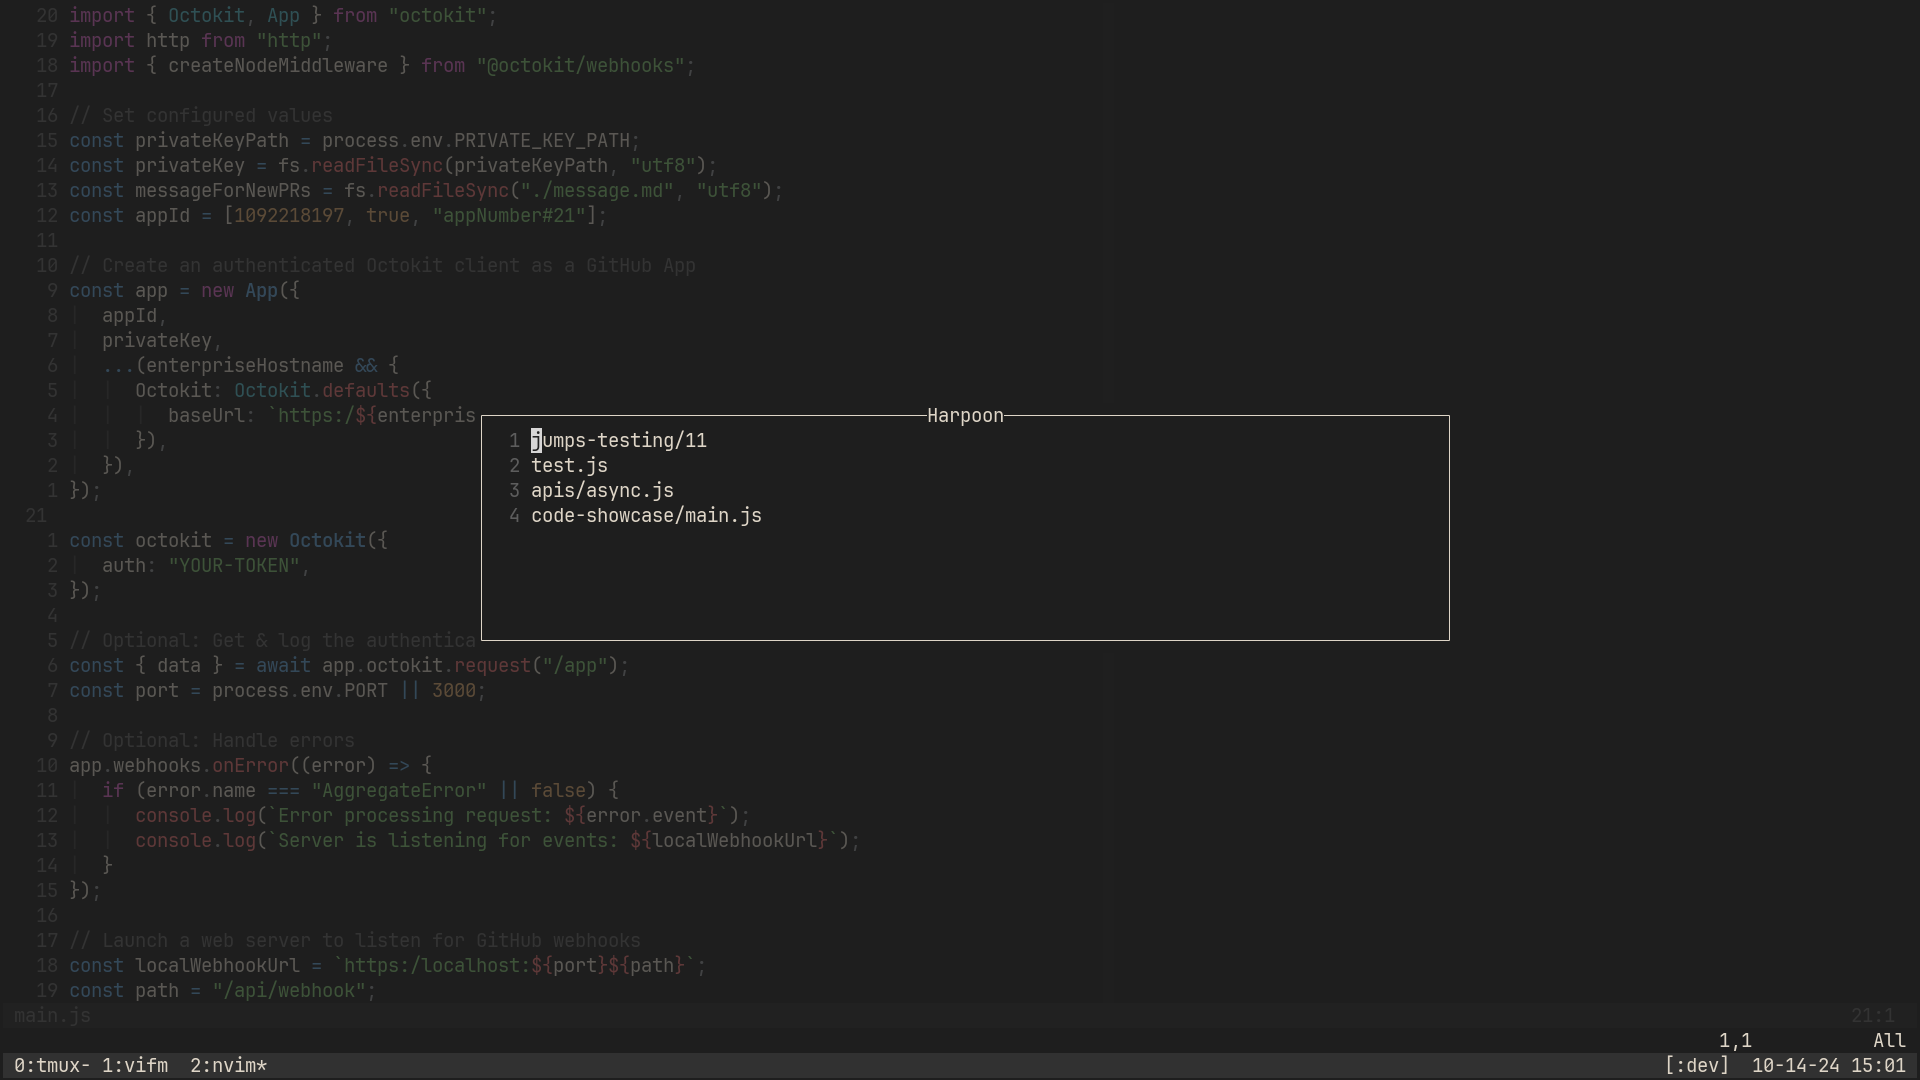 20 import { Octokit, App } from "octokit";
19 import http from "http";
18 import { createNodeMiddleware } from "@octokit/webhooks";
17
16 // Set configured values
15 const privateKeyPath = process.env.PRIVATE_KEY_PATH;
14 const privateKey = fs.readFileSync(privateKeyPath, "utf8");
13 const messageForNewPRs = fs.readFileSync("./message.md", "utf8");
12 const appId = [1092218197, true, "appNumber#21"];
11
10 // Create an authenticated Octokit client as a GitHub App
9 const app = new App({
8 appId,
7 privateKey,
6 ...(enterpriseHostname && {
5 Octokit: Octokit.defaults({
4 baseUrl: `https:/${enterpris
3 }),
2 }),
1 });
21
1 const octokit = new Octokit({
2 auth: "YOUR-TOKEN",
3 });
4
5 // Optional: Get & log the authentica
6 const { data } = await app.octokit.request("/app");
7 const port = process.env.PORT || 3000;
8
9 // Optional: Handle errors
10 app.webhooks.onError((error) => {
11 if (error.name === "AggregateError" || false) {
12 console.log(`Error processing request: ${error.event}`);
13 console.log(`Server is listening for events: ${localWebhookUrl}`);
14 }
15 });
16
17 // Launch a web server to listen for GitHub webhooks
18 const localWebhookUrl = `https:/localhost:${port}${path}`;
19 const path = "/api/webhook";
Harpoon
1 jumps-testing/11
2 test.js
3 apis/async.js
4 code-showcase/main.js
main.js 21:1
1,1 All
0:tmux- 1:vifm 2:nvim* [:dev] 10-14-24 15:01